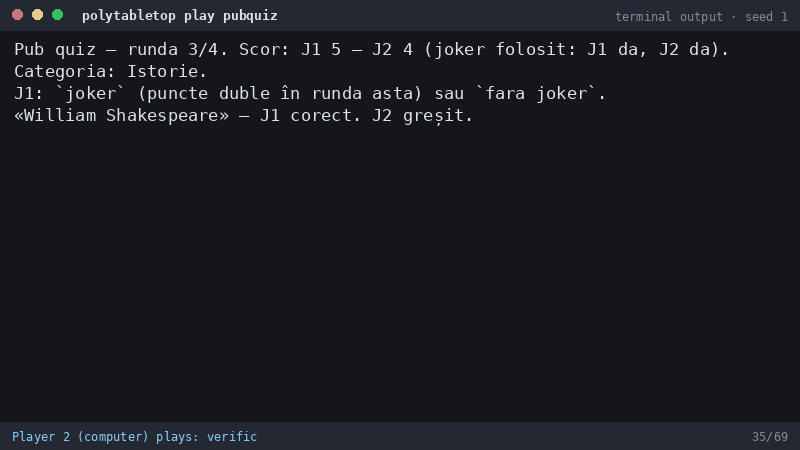 polytabletop play pubquiz
terminal output · seed 1
Pub quiz — runda 3/4. Scor: J1 5 — J2 4 (joker folosit: J1 da, J2 da).
Categoria: Istorie.
J1: `joker` (puncte duble în runda asta) sau `fara joker`.
«William Shakespeare» — J1 corect. J2 greșit.
Player 2 (computer) plays: verific
35/69